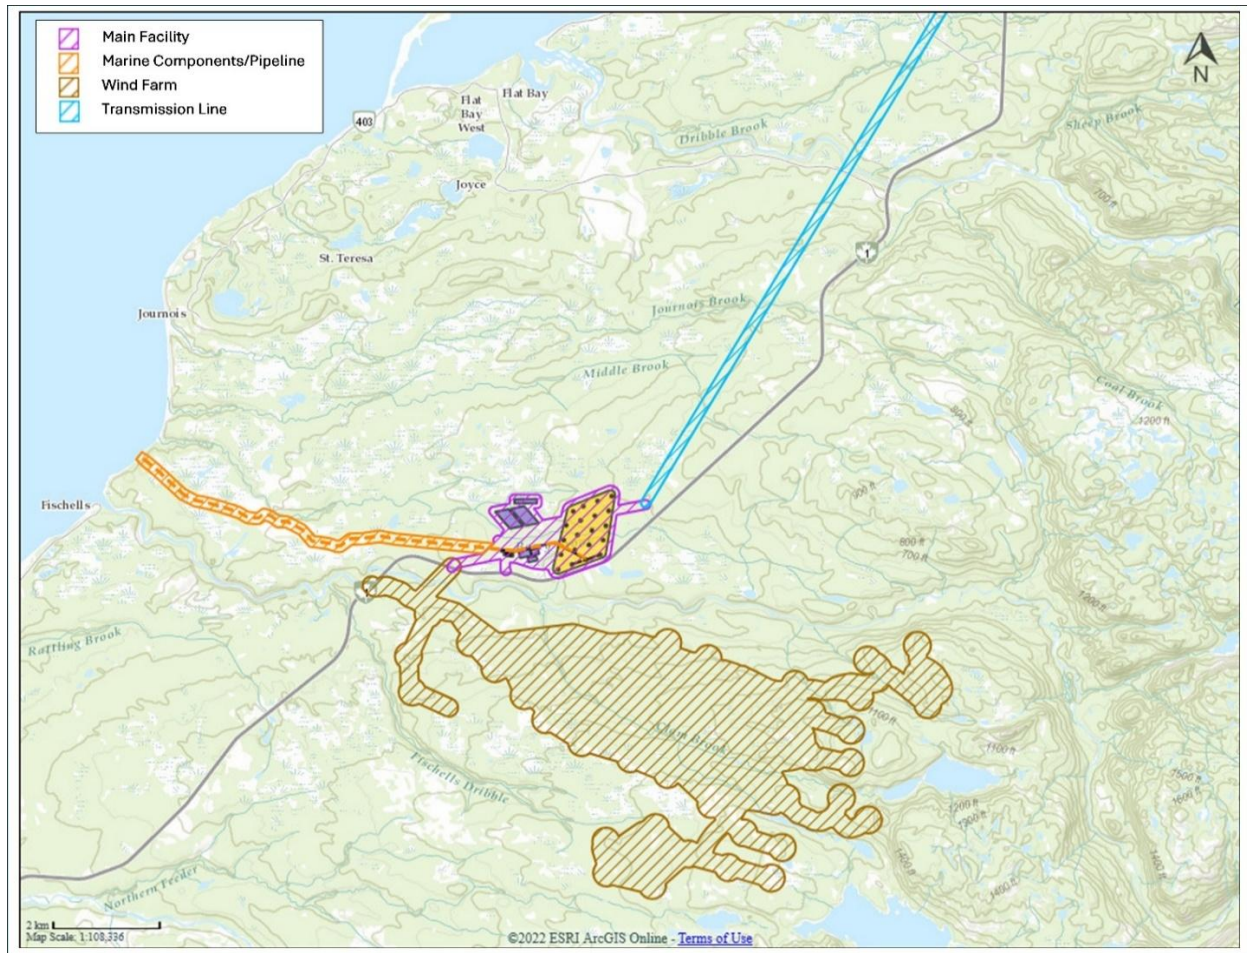 Main Facility
Marine Components/Pipeline
Wind Farm
Transmission Line
N
403
Flat
Bay
West
Flat Bay
Dribble Brook
Sheep Brook
Joyce
700 ft
St. Teresa
1
Journois
Journois Brook
Middle Brook
Coal Brook
800 ft
1200 ft
900 ft
Fischells
800 ft
700 ft
1
1200 ft
Rattling Brook
1100 ft
Fischells Dribble
1100 ft
1500 ft
1600 ft
1200 ft
1400 ft
1400 ft
1400 ft
Northern Feeder
2 km
Map Scale: 1:108,336
©2022 ESRI ArcGIS Online - Terms of Use